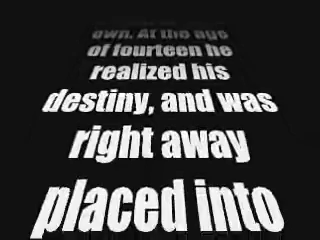 own. At the age
of fourteen he
realized his
destiny, and was
right away
placed into